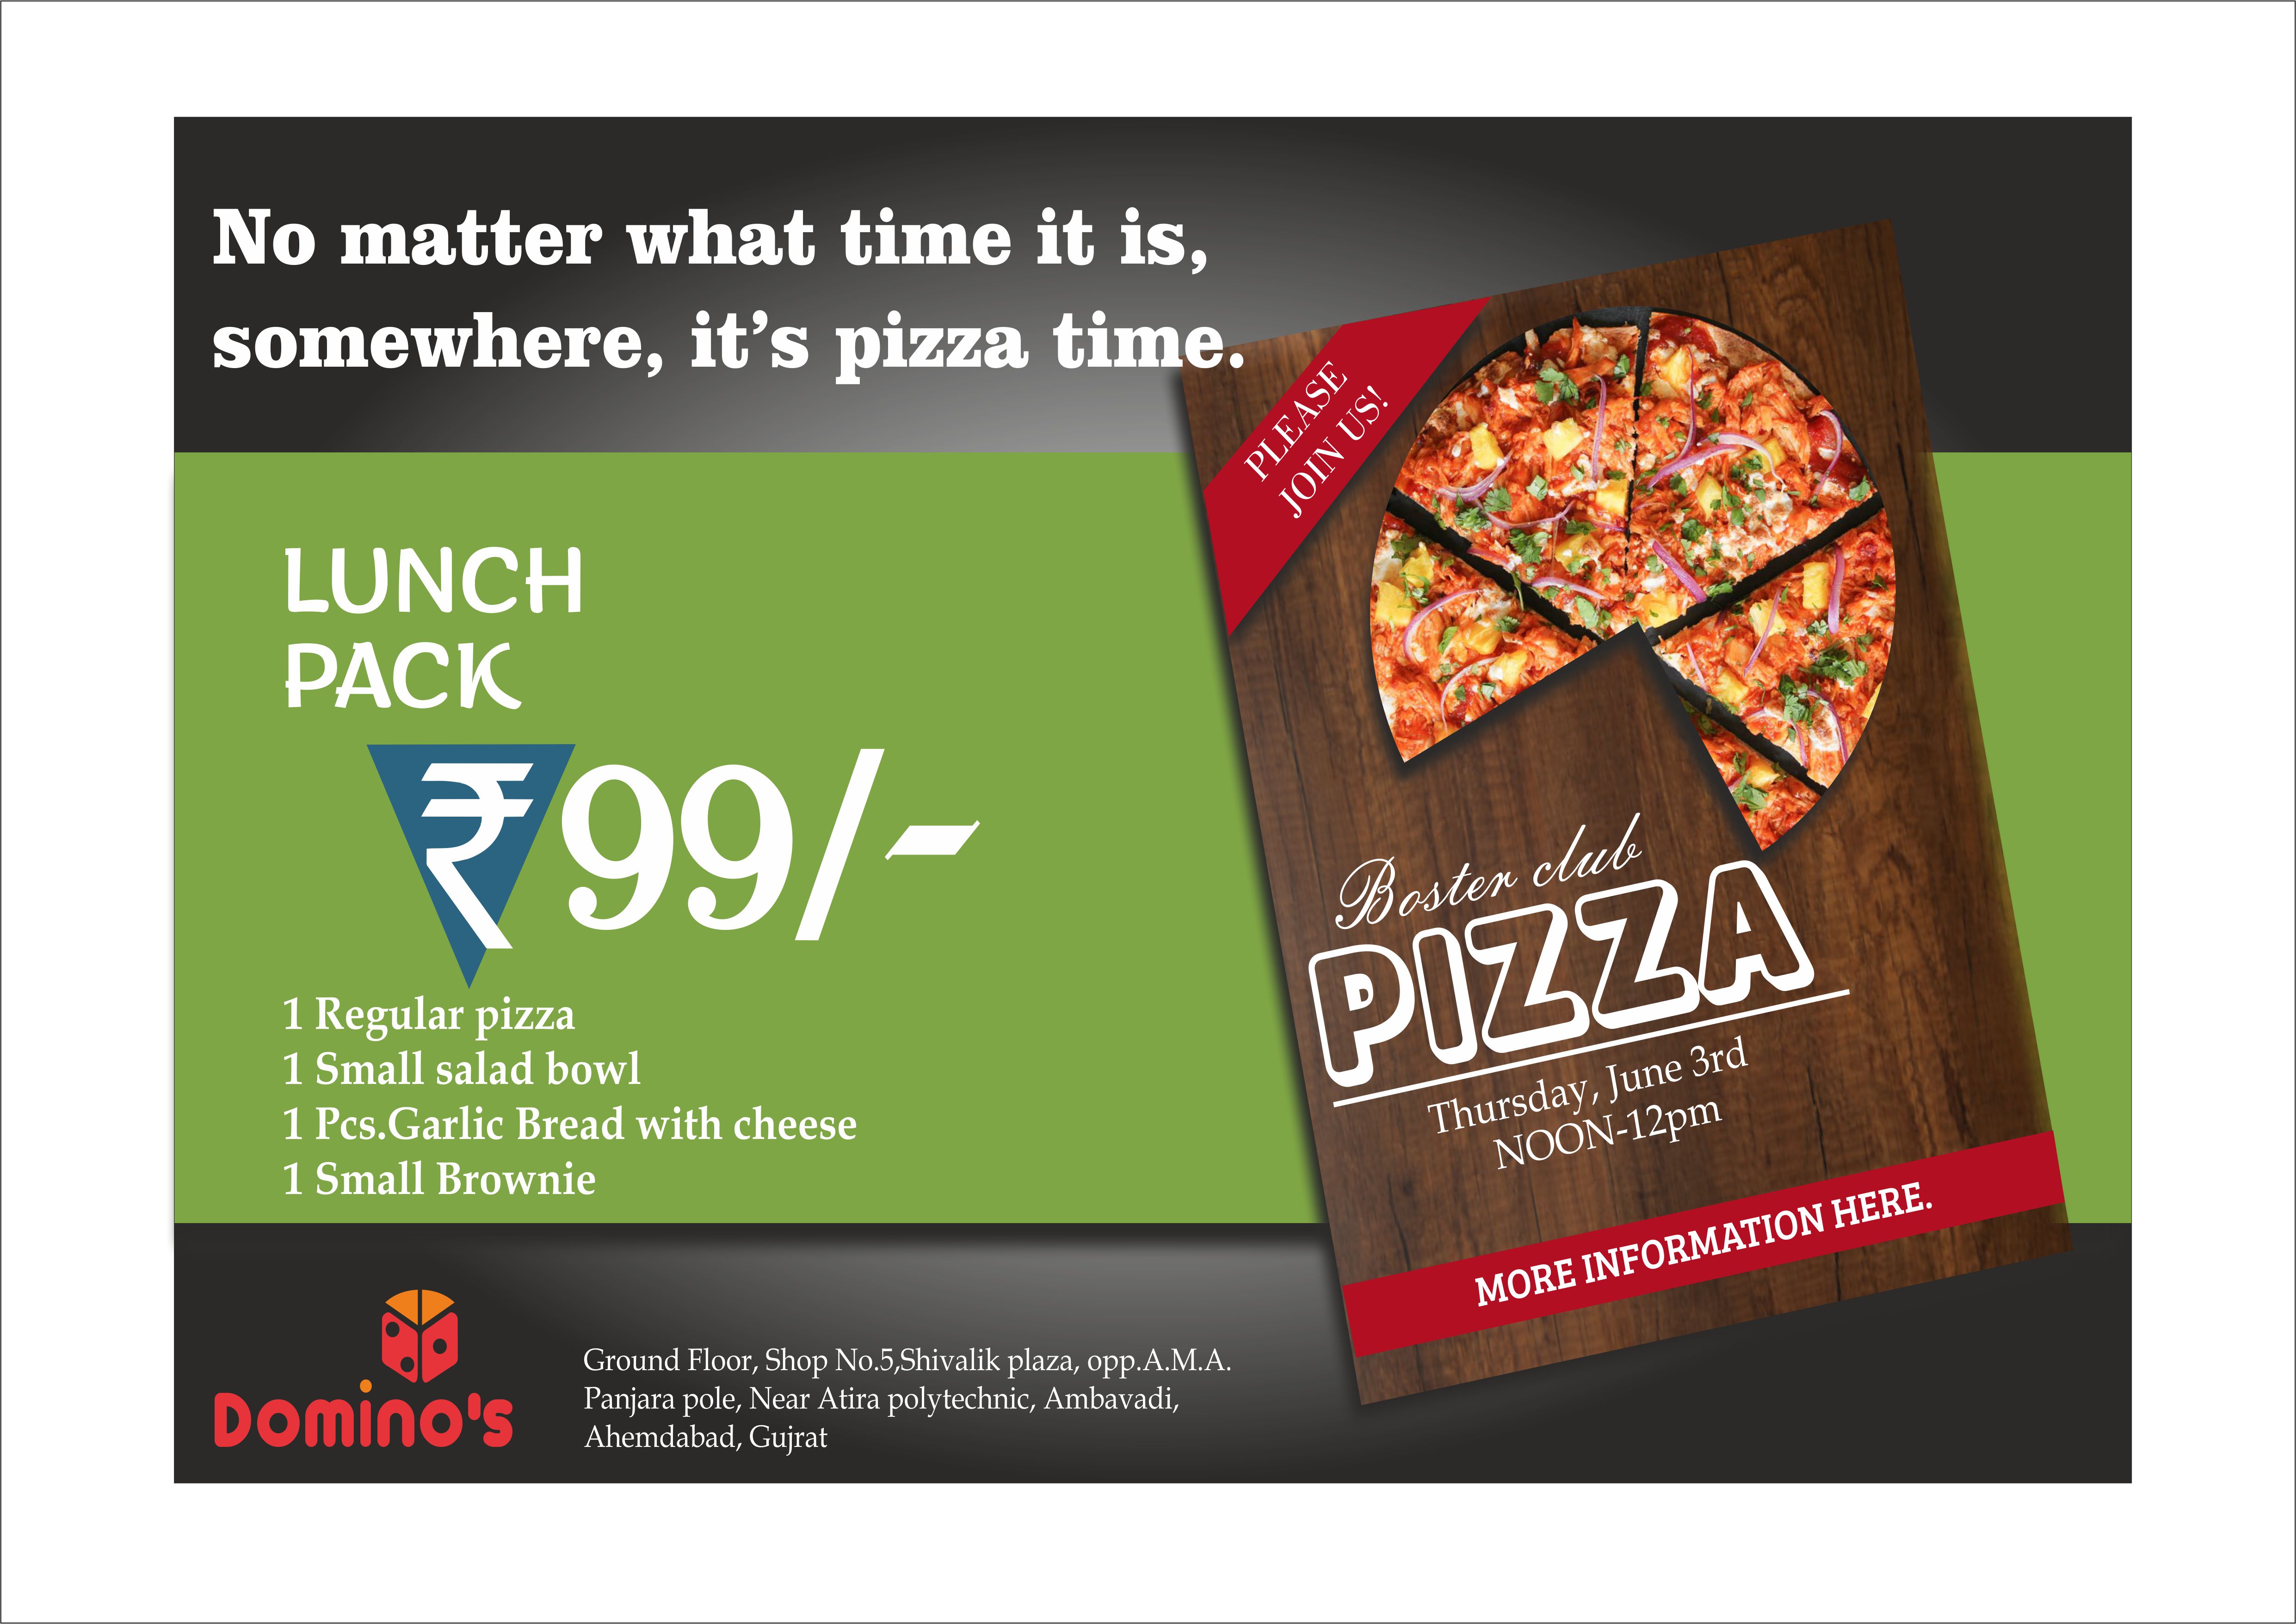 No matter what time it is,
somewhere, it’s pizza time.
LUNCH
PACK
₹99/-
1 Regular pizza
1 Small salad bowl
1 Pcs.Garlic Bread with cheese
1 Small Brownie
PLEASE
JOIN US!
Boster club
PIZZA
Thursday, June 3rd
NOON-12pm
MORE INFORMATION HERE.
Domino's
Ground Floor, Shop No.5,Shivalik plaza, opp.A.M.A.
Panjara pole, Near Atira polytechnic, Ambavadi,
Ahemdabad, Gujrat